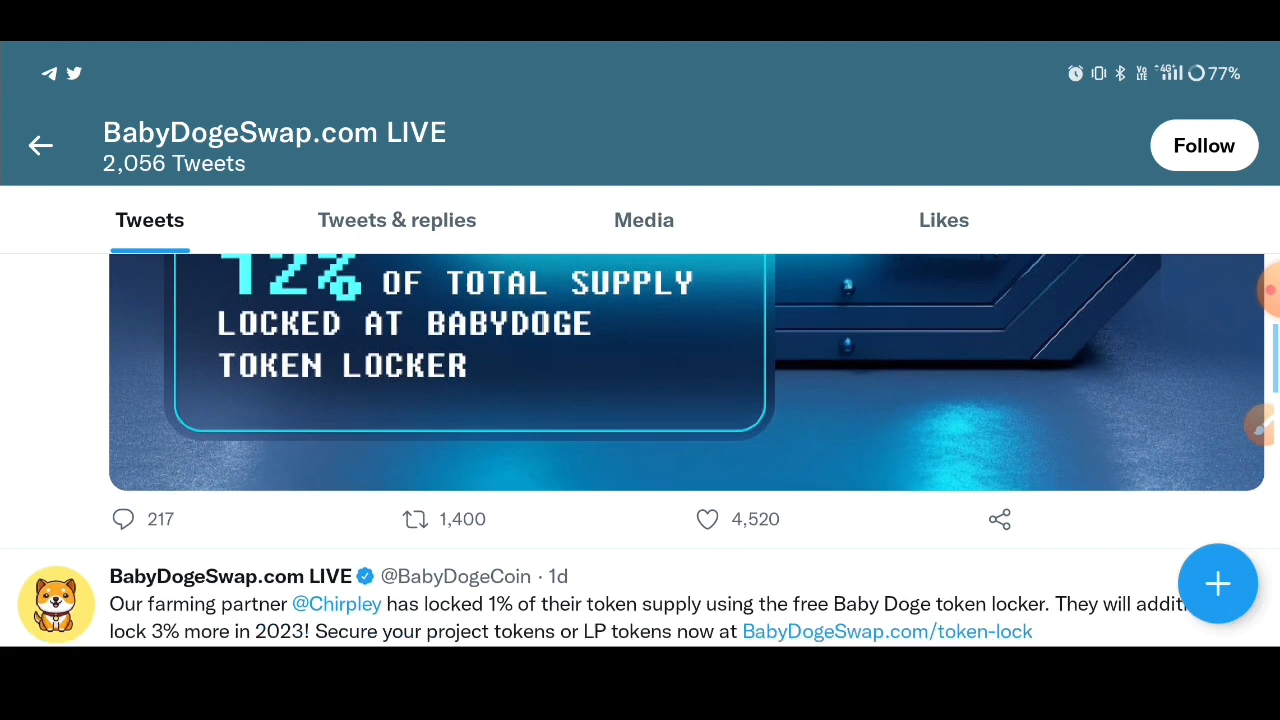 77%
BabyDogeSwap.com LIVE
2,056 Tweets
Follow
Tweets
Tweets & replies
Media
Likes
OF TOTAL SUPPLY
LOCKED AT BABYDOGE
TOKEN LOCKER
217
1,400
4,520
BabyDogeSwap.com LIVE @BabyDogeCoin · 1d
Our farming partner @Chirpley has locked 1% of their token supply using the free Baby Doge token locker. They will
lock 3% more in 2023! Secure your project tokens or LP tokens now at BabyDogeSwap.com/token-lock